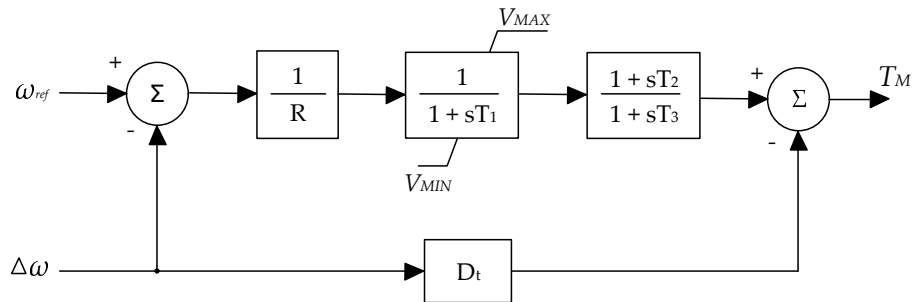 V_MAX
+
ω_ref
Σ
-
1
R
1
1 + sT₁
V_MIN
1 + sT₂
1 + sT₃
+
Σ
-
T_M
Δω
D_t